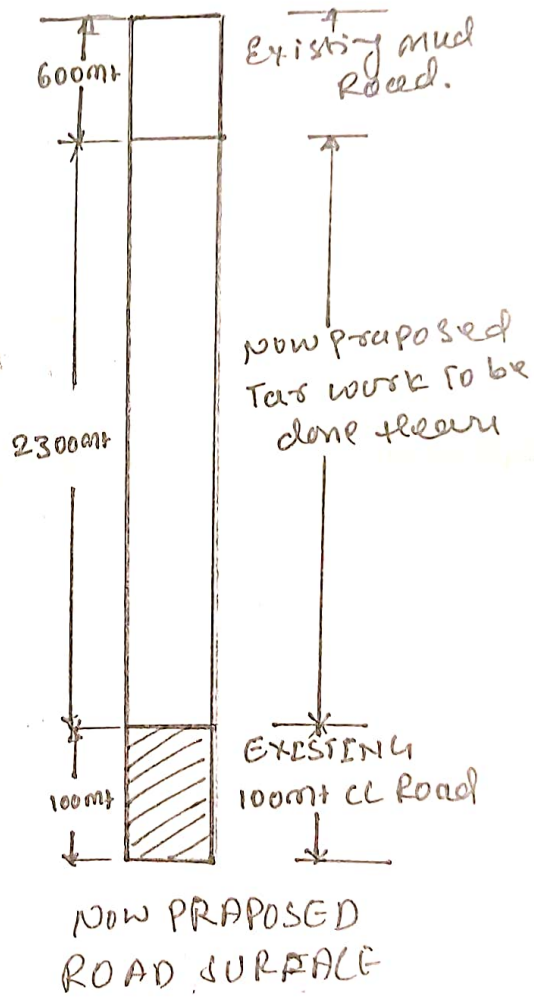 600mt
Existing mud
Road.
2300mt
NOW praposed
Tar work To be
done
100mt
EXISTING
100mt CC Road
NOW PRAPOSED
ROAD SURFACE